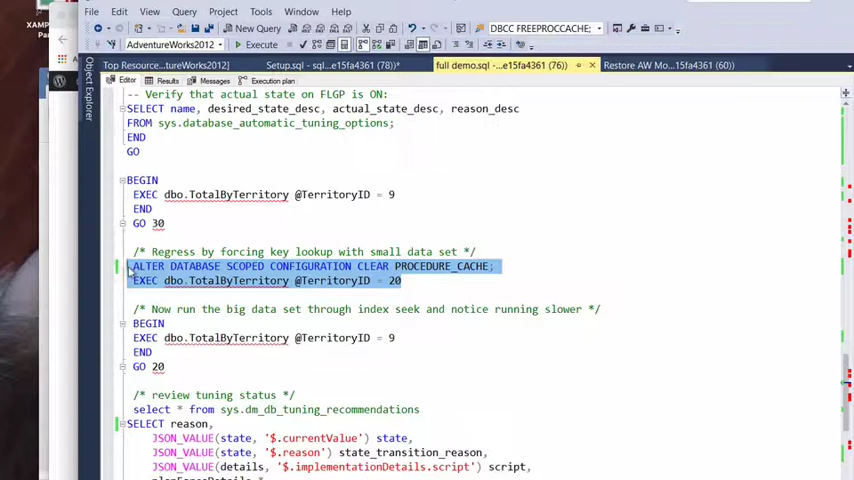 XAMP
Par
File Edit View Query Project Tools Window Help
DBCC FREEPROCCACHE;
AdventureWorks2012 Execute
Top Resource...tureWorks2012) Setup.sql - sql...15fa4361 (78))* full demo.sql -...e15fa4361 (76)) Restore AW Mo...15fa4361 (60))
Editor Results Messages Execution plan
Object Explorer
-- Verify that actual state on FLGP is ON:
SELECT name, desired_state_desc, actual_state_desc, reason_desc
FROM sys.database_automatic_tuning_options;
END
GO
BEGIN
EXEC dbo.TotalByTerritory @TerritoryID = 9
END
GO 30
/* Regress by forcing key lookup with small data set */
ALTER DATABASE SCOPED CONFIGURATION CLEAR PROCEDURE_CACHE;
EXEC dbo.TotalByTerritory @TerritoryID = 20
/* Now run the big data set through index seek and notice running slower */
BEGIN
EXEC dbo.TotalByTerritory @TerritoryID = 9
END
GO 20
/* review tuning status */
select * from sys.dm_db_tuning_recommendations
SELECT reason,
JSON_VALUE(state, '$.currentValue') state,
JSON_VALUE(state, '$.reason') state_transition_reason,
JSON_VALUE(details, '$.implementationDetails.script') script,